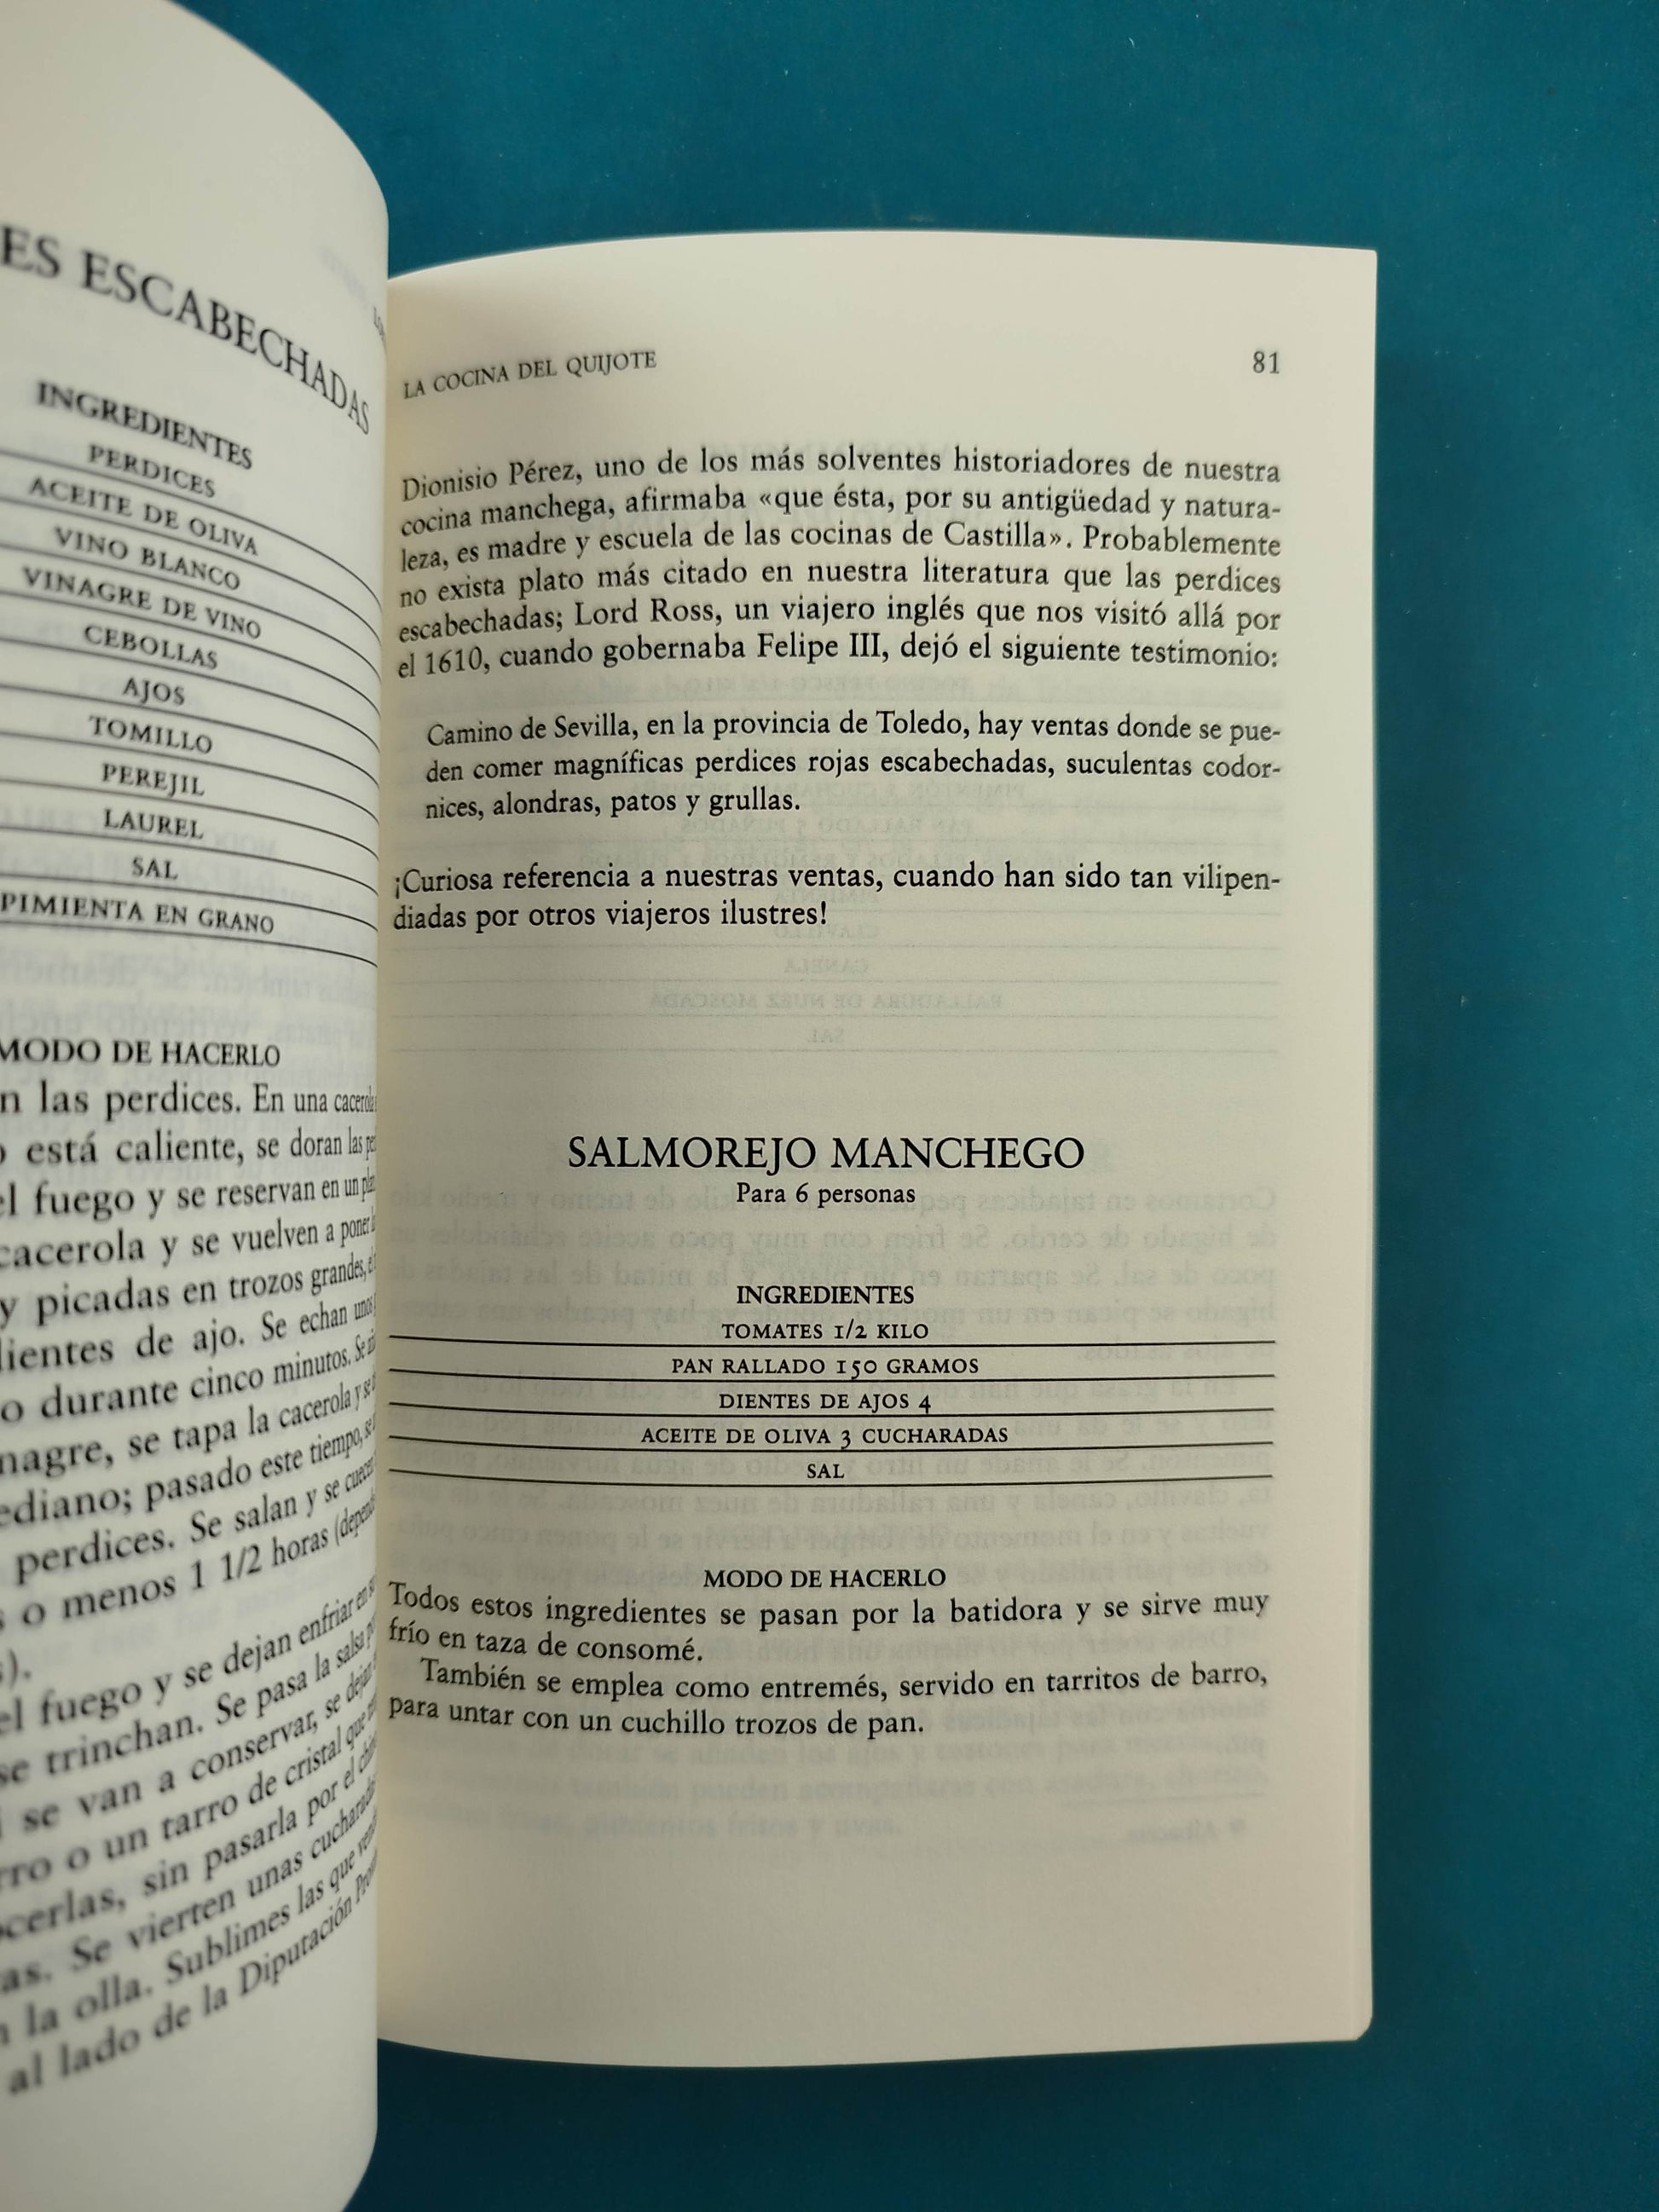 ES ESCABECHADAS
INGREDIENTES
PERDICES
ACEITE DE OLIVA
VINO BLANCO
VINAGRE DE VINO
CEBOLLAS
AJOS
TOMILLO
PEREJIL
LAUREL
SAL
PIMIENTA EN GRANO
MODO DE HACERLO
n las perdices. En una cacerola
o está caliente, se doran las
el fuego y se reservan en un
cacerola y se vuelven a poner
y picadas en trozos grandes,
dientes de ajo. Se echan unos
o durante cinco minutos. Se
nagre, se tapa la cacerola y
ediano; pasado este tiempo,
perdices. Se salan y se cuecen
s o menos 1 1/2 horas
s).
el fuego y se dejan enfriar en
se trinchan. Se pasa la salsa
se van a conservar, se dejan
rro o un tarro de cristal que
ocerlas, sin pasarla por el
as. Se vierten unas cucharadas
n la olla. Sublimes las que
al lado de la Diputación
LA COCINA DEL QUIJOTE 81
Dionisio Pérez, uno de los más solventes historiadores de nuestra
cocina manchega, afirmaba «que ésta, por su antigüedad y natura-
leza, es madre y escuela de las cocinas de Castilla». Probablemente
no exista plato más citado en nuestra literatura que las perdices
escabechadas; Lord Ross, un viajero inglés que nos visitó allá por
el 1610, cuando gobernaba Felipe III, dejó el siguiente testimonio:
Camino de Sevilla, en la provincia de Toledo, hay ventas donde se pue-
den comer magníficas perdices rojas escabechadas, suculentas codor-
nices, alondras, patos y grullas.
¡Curiosa referencia a nuestras ventas, cuando han sido tan vilipen-
diadas por otros viajeros ilustres!
SALMOREJO MANCHEGO
Para 6 personas
INGREDIENTES
TOMATES 1/2 KILO
PAN RALLADO 150 GRAMOS
DIENTES DE AJOS 4
ACEITE DE OLIVA 3 CUCHARADAS
SAL
MODO DE HACERLO
Todos estos ingredientes se pasan por la batidora y se sirve muy
frío en taza de consomé.
También se emplea como entremés, servido en tarritos de barro,
para untar con un cuchillo trozos de pan.